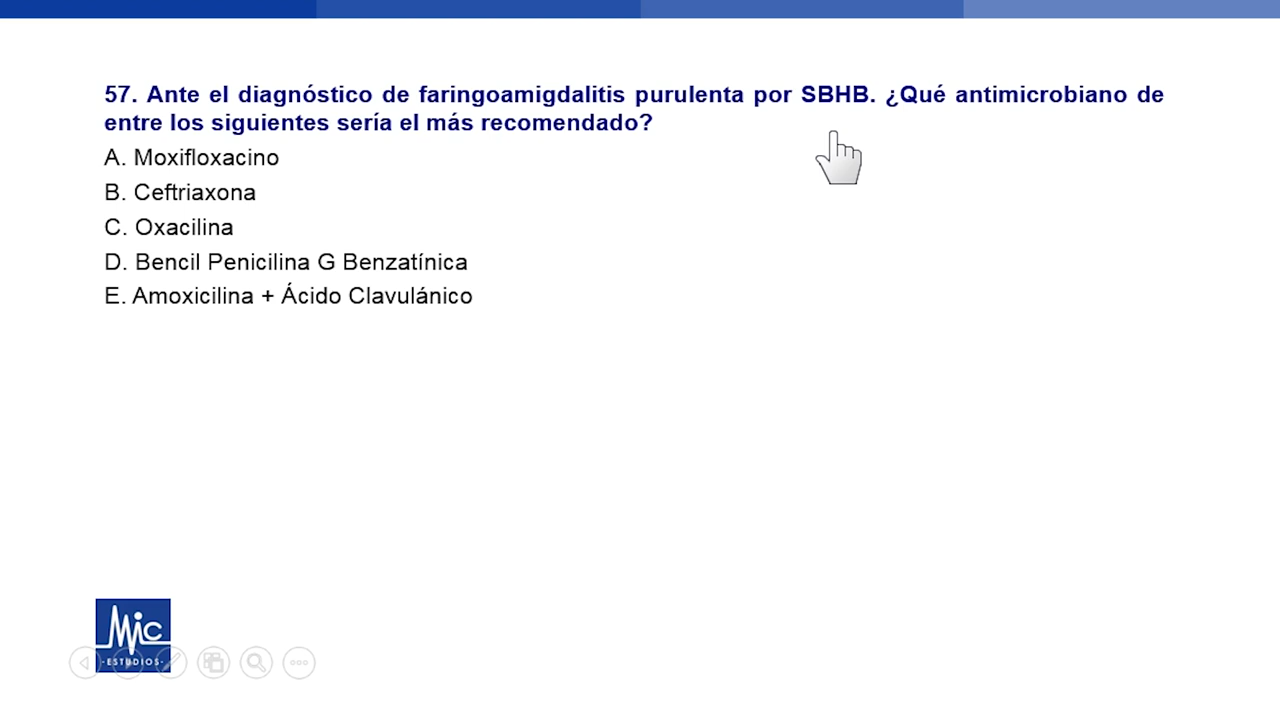 57. Ante el diagnóstico de faringoamigdalitis purulenta por SBHB. ¿Qué antimicrobiano de
entre los siguientes sería el más recomendado?
A. Moxifloxacino
B. Ceftriaxona
C. Oxacilina
D. Bencil Penicilina G Benzatínica
E. Amoxicilina + Ácido Clavulánico
Mic
·ESTUDIOS·